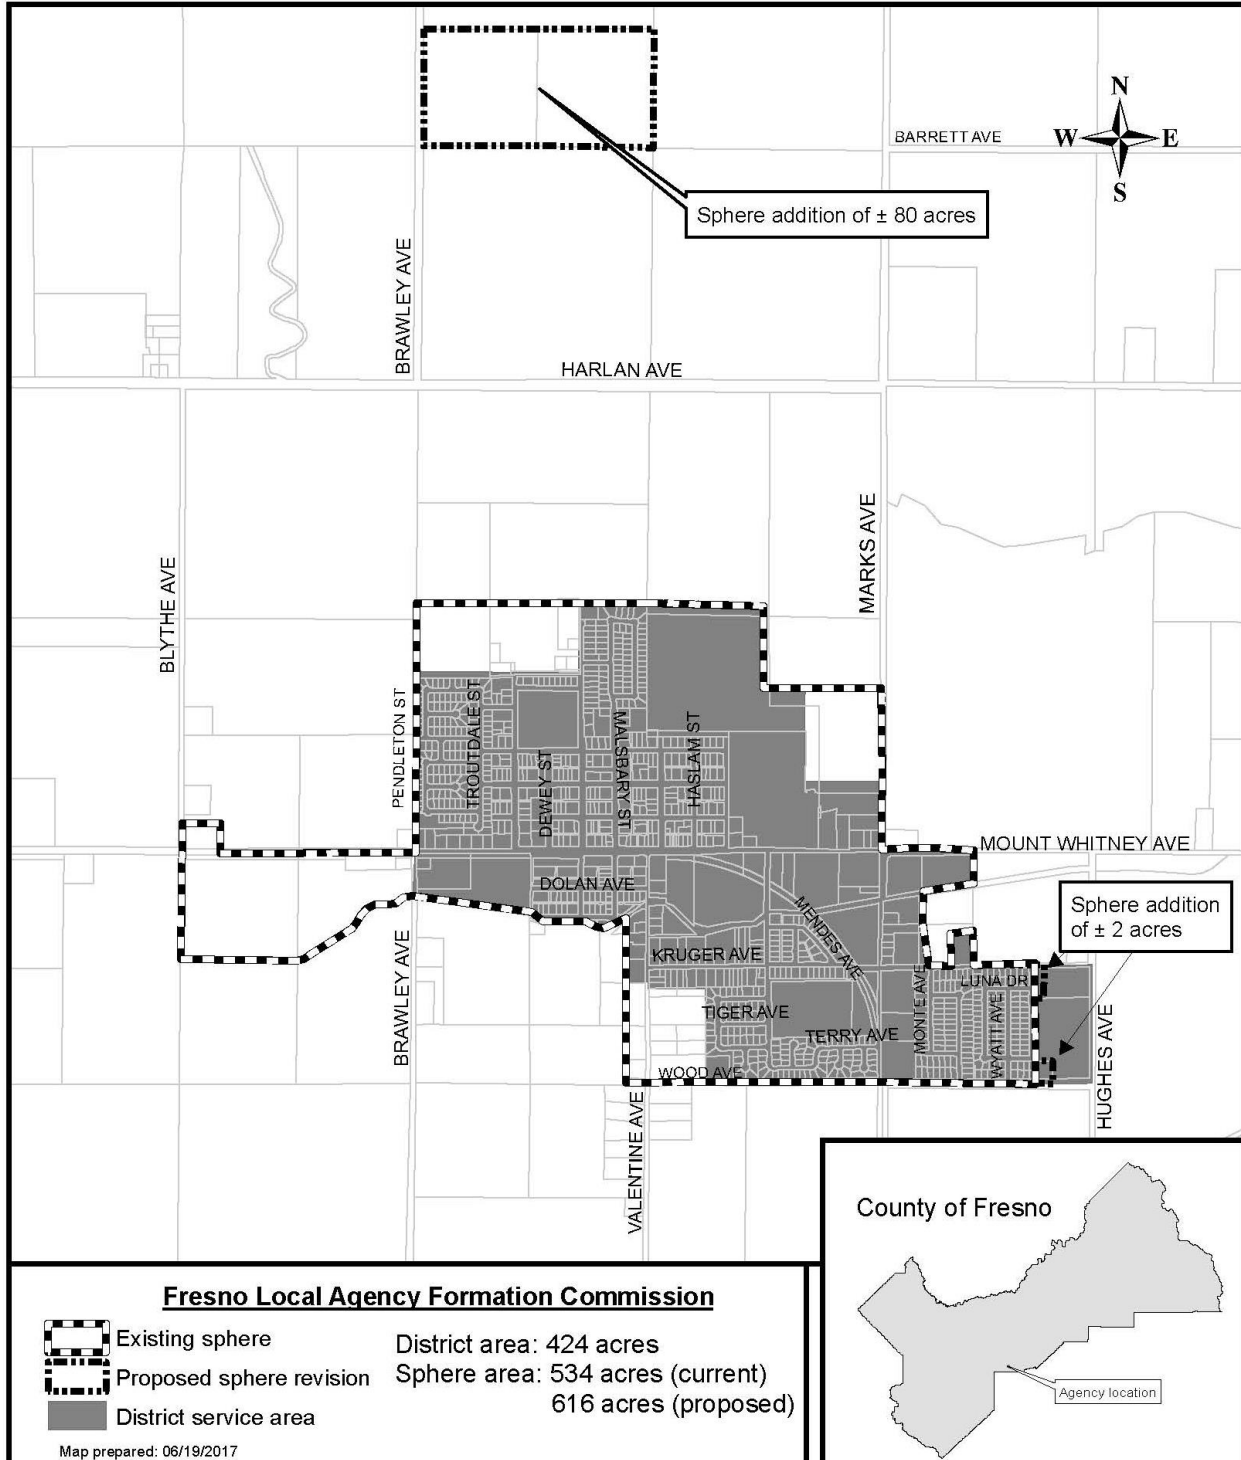 N
W E
S
BARRETT AVE
Sphere addition of ± 80 acres
BRAWLEY AVE
HARLAN AVE
MARKS AVE
BLYTHE AVE
PENDLETON ST
TROUTDALE ST
DEWEY ST
MALSBARY ST
HASLAM ST
MOUNT WHITNEY AVE
DOLAN AVE
MENDES AVE
Sphere addition
of ± 2 acres
KRUGER AVE
LUNA DR
TIGER AVE
TERRY AVE
MONTE AVE
WYATT AVE
BRAWLEY AVE
WOOD AVE
HUGHES AVE
VALENTINE AVE
County of Fresno
Agency location
Fresno Local Agency Formation Commission
Existing sphere
Proposed sphere revision
District service area
District area: 424 acres
Sphere area: 534 acres (current)
616 acres (proposed)
Map prepared: 06/19/2017